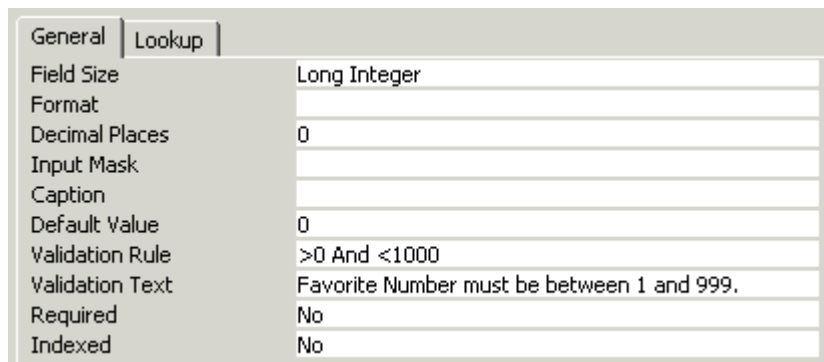 General Lookup
Field Size Long Integer
Format
Decimal Places 0
Input Mask
Caption
Default Value 0
Validation Rule >0 And <1000
Validation Text Favorite Number must be between 1 and 999.
Required No
Indexed No